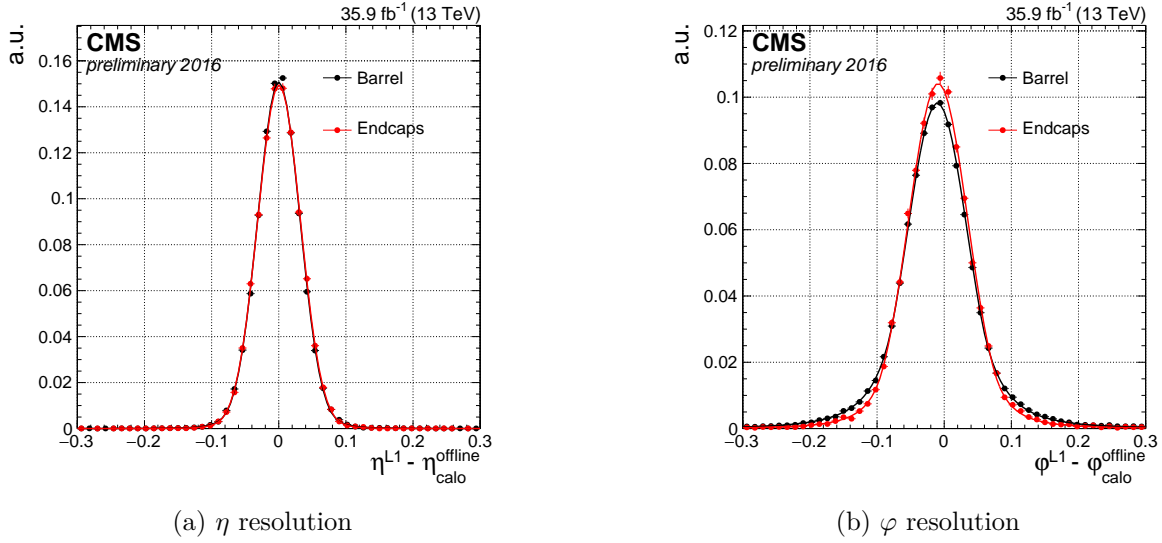 35.9 fb⁻¹ (13 TeV)
a.u.
CMS
preliminary 2016
Barrel
Endcaps
0.16
0.14
0.12
0.1
0.08
0.06
0.04
0.02
0
−0.3 −0.2 −0.1 0 0.1 0.2 0.3
η^L1 - η_calo^offline
(a) η resolution
35.9 fb⁻¹ (13 TeV)
a.u.
CMS
preliminary 2016
Barrel
Endcaps
0.12
0.1
0.08
0.06
0.04
0.02
0
−0.3 −0.2 −0.1 0 0.1 0.2 0.3
φ^L1 - φ_calo^offline
(b) φ resolution